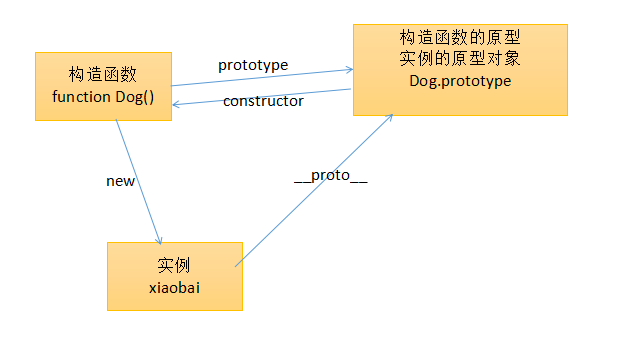 构造函数
function Dog()
prototype
constructor
构造函数的原型
实例的原型对象
Dog.prototype
new
__proto__
实例
xiaobai